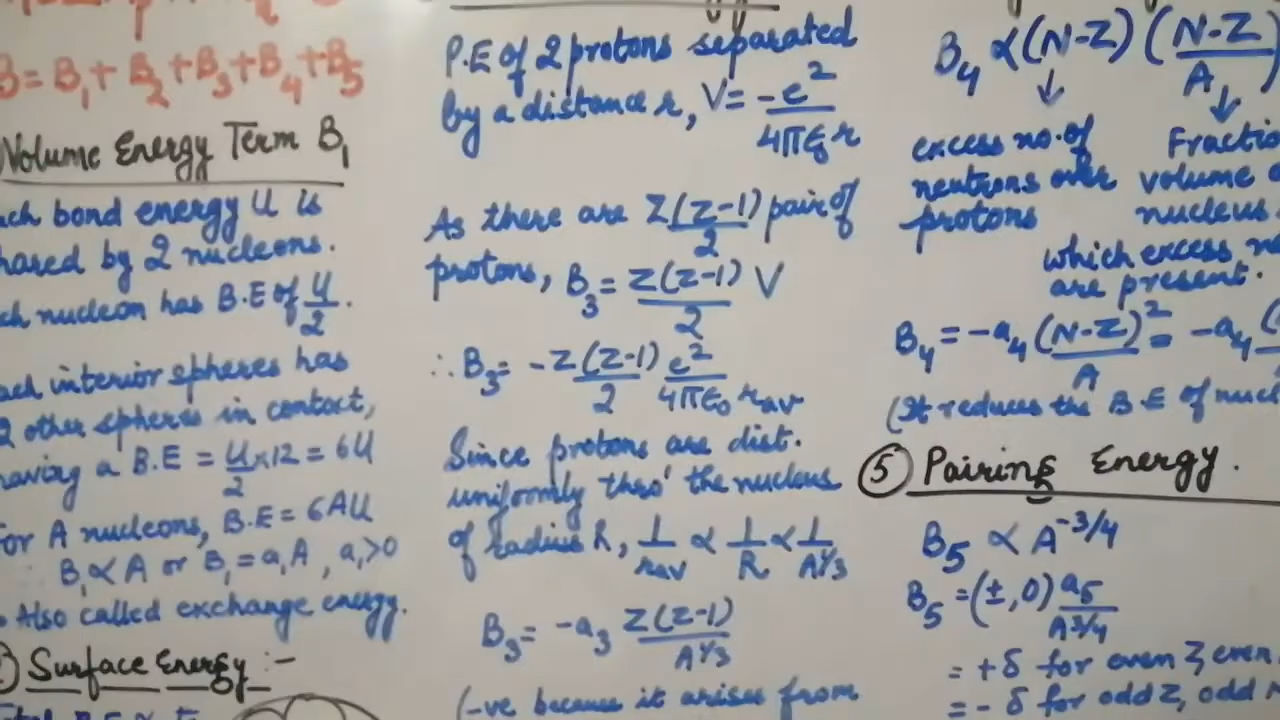 B = B₁ + B₂ + B₃ + B₄ + B₅
Volume Energy Term B₁
ach bond energy U is
hared by 2 nucleons.
ch nucleon has B.E of U/2.
ach interior spheres has
2 other spheres in contact,
having a B.E = U/2 x 12 = 6U
For A nucleons, B.E = 6AU
B₁ ∝ A or B₁ = a₁A , a₁>0
Also called exchange energy.
Surface Energy :-
P.E of 2 protons separated
by a distance r, V = -e²/4πε₀r
As there are Z(Z-1)/2 pair of
protons, B₃ = Z(Z-1)/2 V
∴ B₃ = -Z(Z-1)/2 e²/4πε₀ rav
Since protons are dist.
uniformly thro' the nucleus
of radius R, 1/rav ∝ 1/R ∝ 1/A^1/3
B₃ = -a₃ Z(Z-1)/A^1/3
(-ve because it arises from
B₄ ∝ (N-Z) (N-Z/A)
↓ ↓
excess no. of Fractio
neutrons over volume o
protons nucleus
which excess n
are present.
B₄ = -a₄ (N-Z)²/A = -a₄ (
(It reduces the B.E of nucl
⑤ Pairing Energy.
B₅ ∝ A^-3/4
B₅ = (±, 0) a₅/A^3/4
= +δ for even Z, even
= -δ for odd Z, odd N